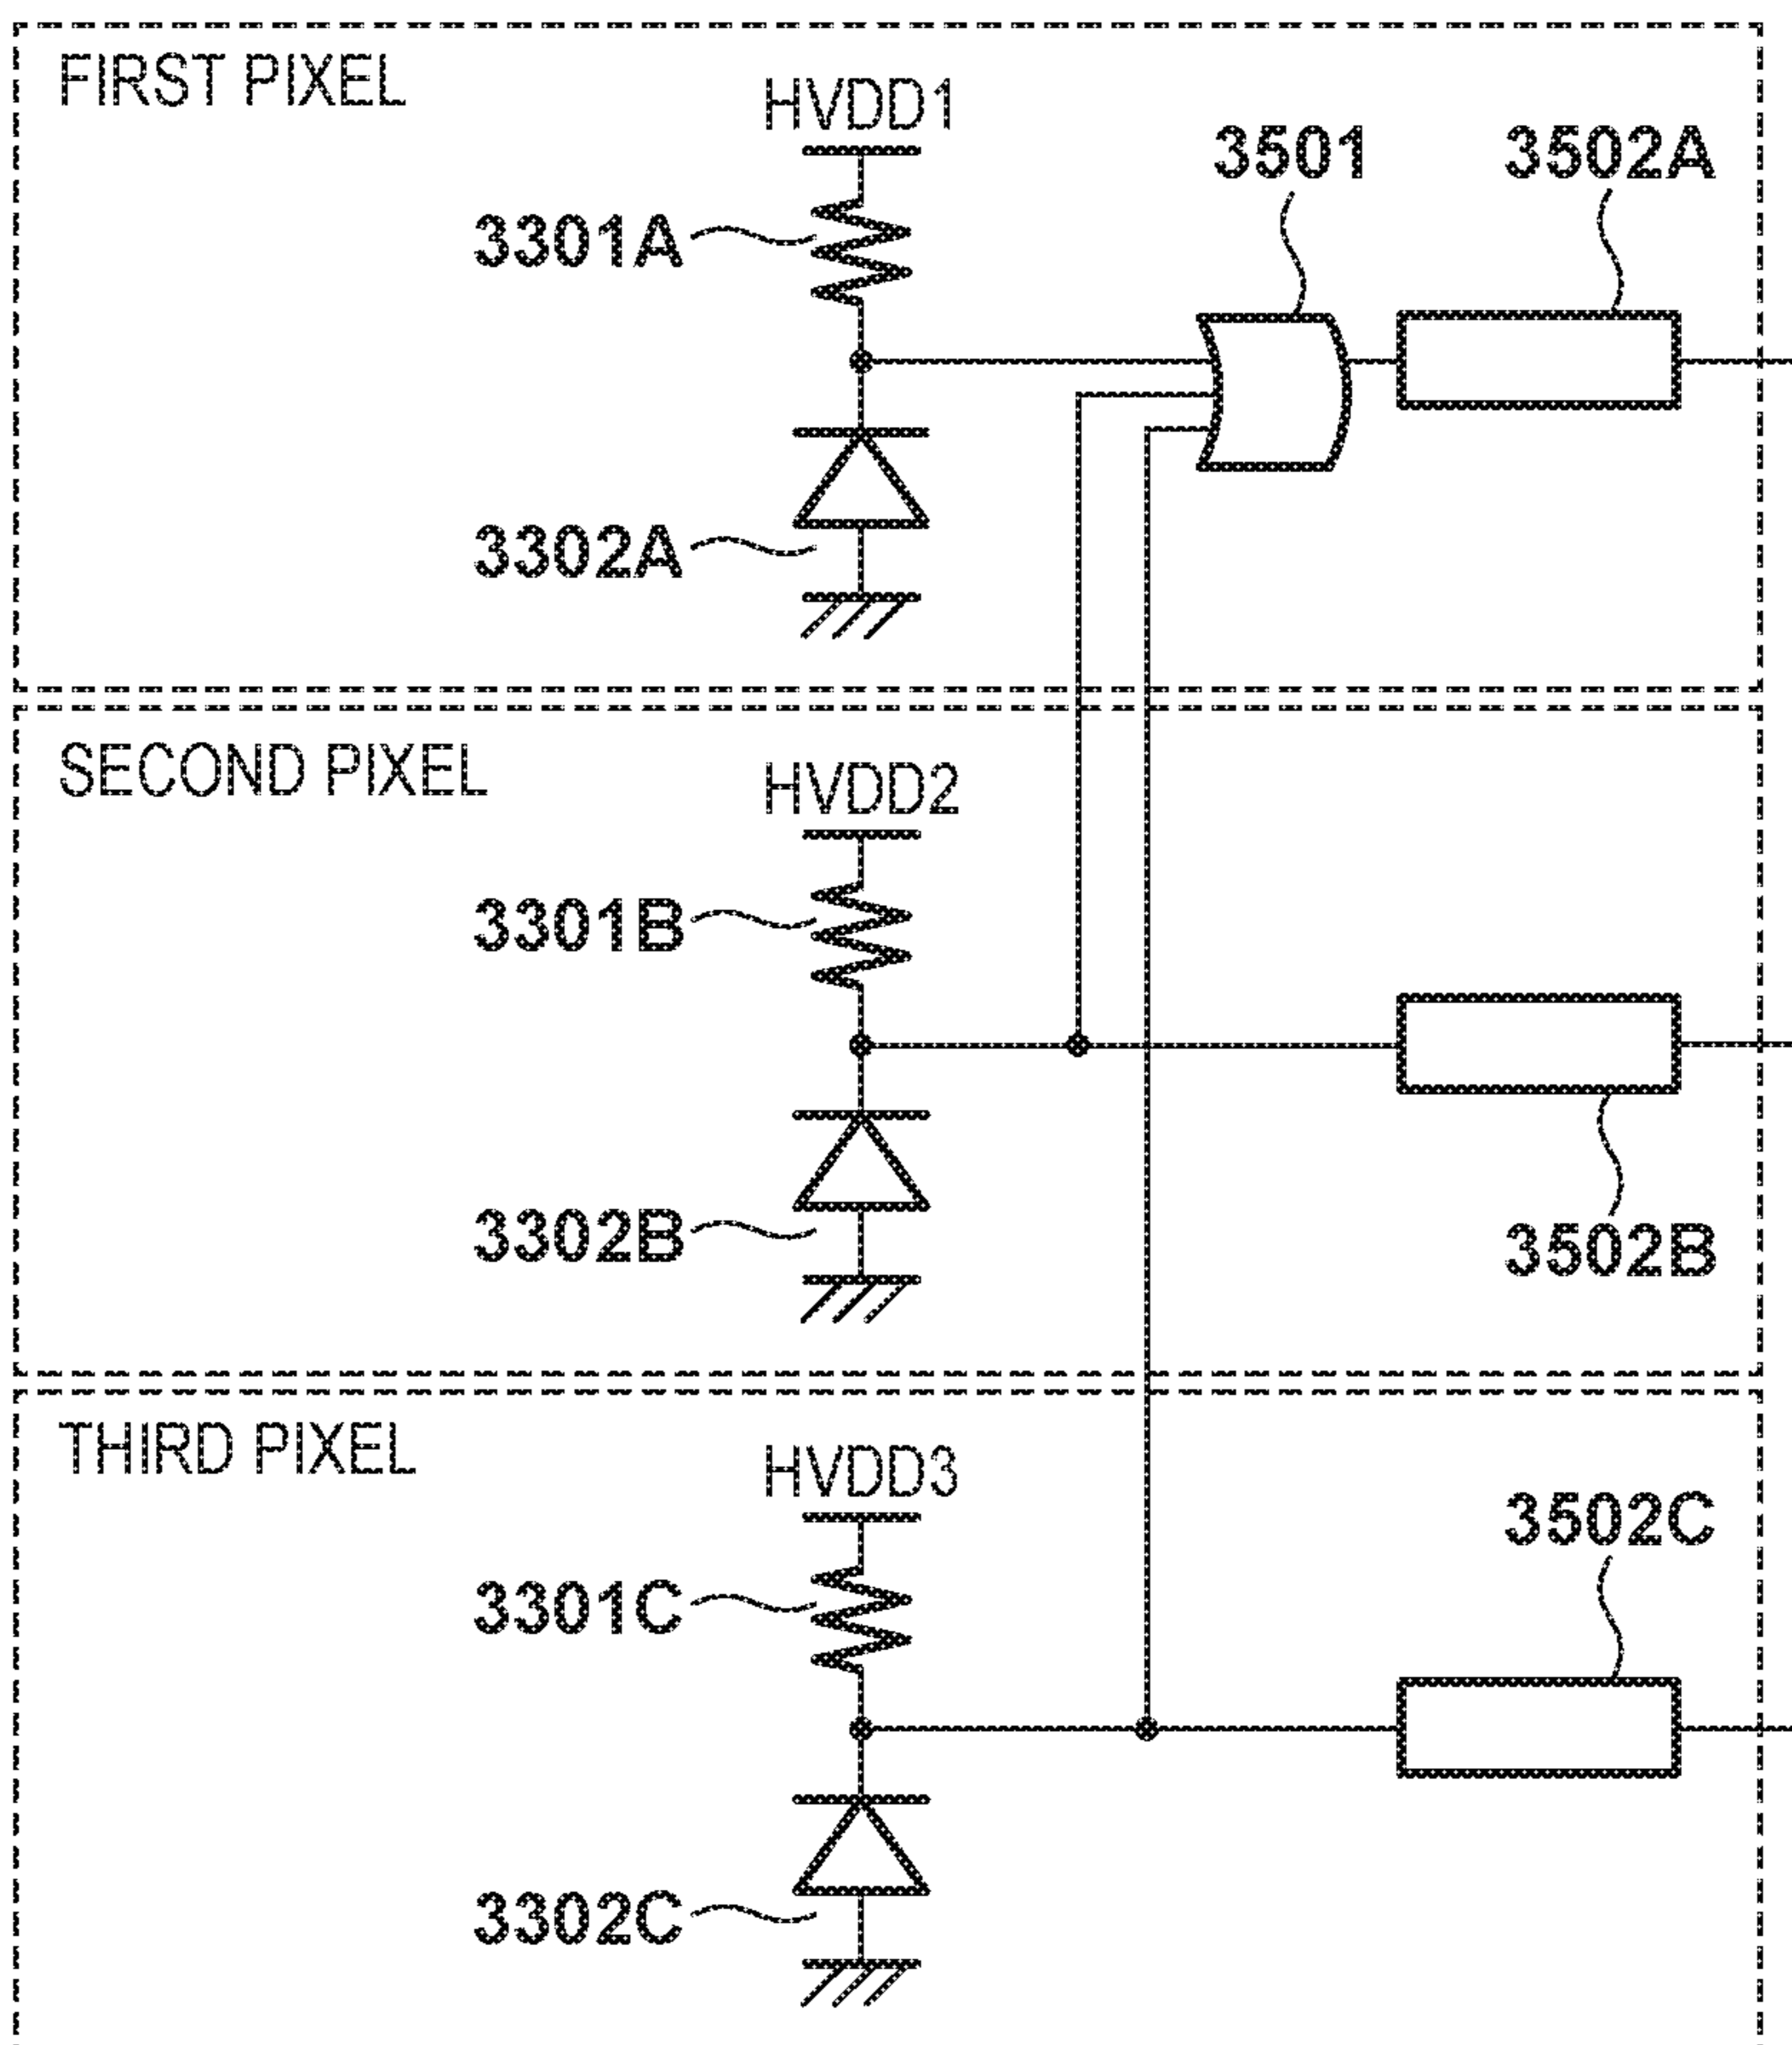 FIRST PIXEL
HVDD1
3501
3502A
3301A
3302A
SECOND PIXEL
HVDD2
3301B
3302B
3502B
THIRD PIXEL
HVDD3
3502C
3301C
3302C